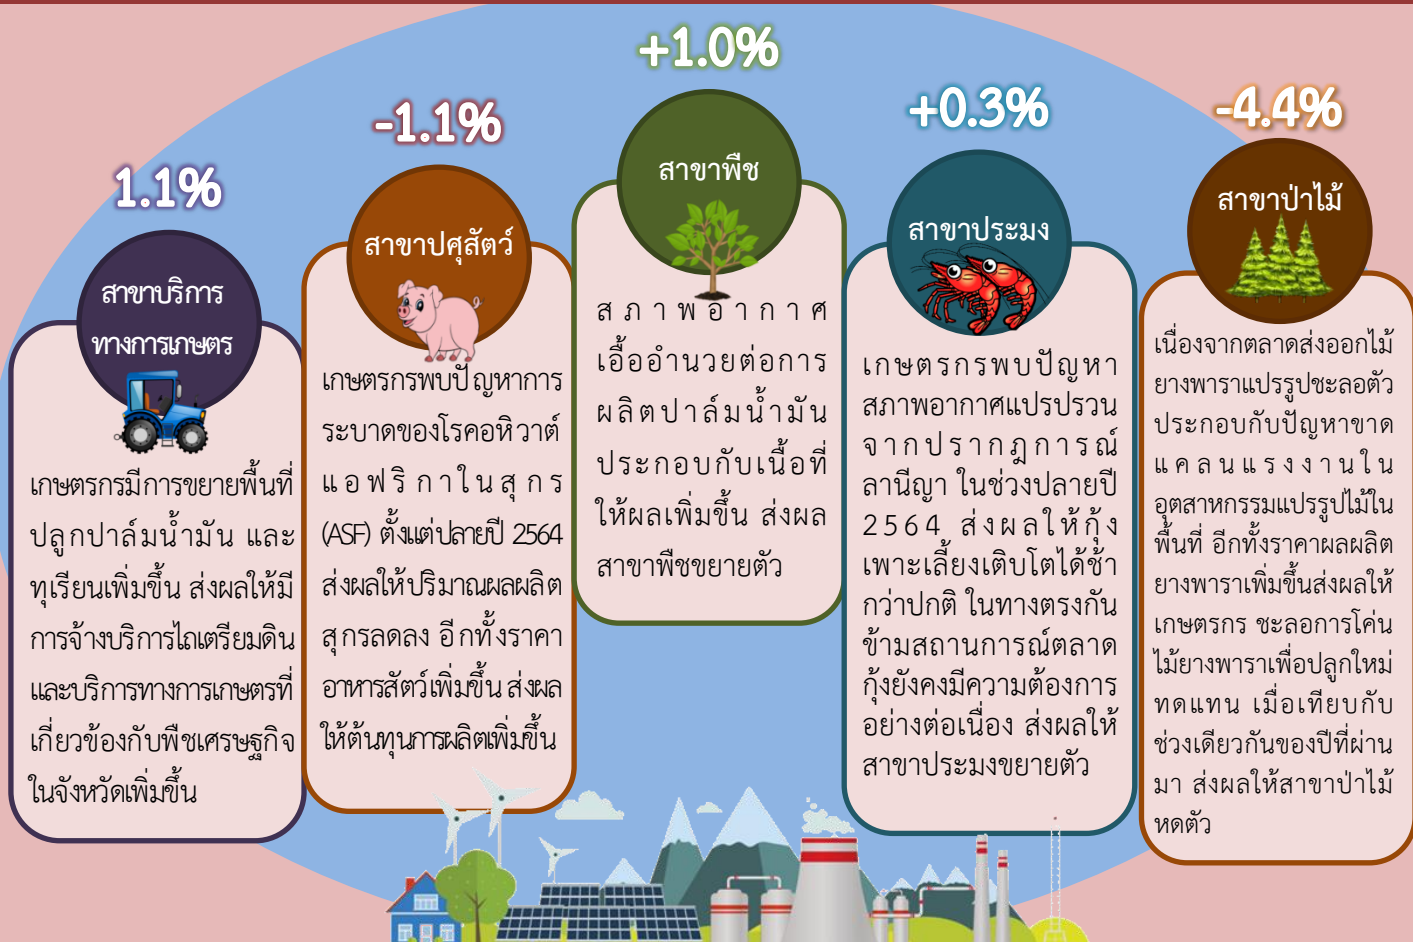 1.1%
สาขาบริการ
ทางการเกษตร
เกษตรกรมีการขยายพื้นที่
ปลูกปาล์มน้ำมัน และ
ทุเรียนเพิ่มขึ้น ส่งผลให้มี
การจ้างบริการไถเตรียมดิน
และบริการทางการเกษตรที่
เกี่ยวข้องกับพืชเศรษฐกิจ
ในจังหวัดเพิ่มขึ้น
-1.1%
สาขาปศุสัตว์
เกษตรกรพบปัญหาการ
ระบาดของโรคอหิวาต์
แอฟริกาในสุกร
(ASF) ตั้งแต่ปลายปี 2564
ส่งผลให้ปริมาณผลผลิต
สุกรลดลง อีกทั้งราคา
อาหารสัตว์เพิ่มขึ้น ส่งผล
ให้ต้นทุนการผลิตเพิ่มขึ้น
+1.0%
สาขาพืช
สภาพอากาศ
เอื้ออำนวยต่อการ
ผลิตปาล์มน้ำมัน
ประกอบกับเนื้อที่
ให้ผลเพิ่มขึ้น ส่งผล
สาขาพืชขยายตัว
+0.3%
สาขาประมง
เกษตรกรพบปัญหา
สภาพอากาศแปรปรวน
จากปรากฏการณ์
ลานีญา ในช่วงปลายปี
2564 ส่งผลให้กุ้ง
เพาะเลี้ยงเติบโตได้ช้า
กว่าปกติ ในทางตรงกัน
ข้ามสถานการณ์ตลาด
กุ้งยังคงมีความต้องการ
อย่างต่อเนื่อง ส่งผลให้
สาขาประมงขยายตัว
-4.4%
สาขาป่าไม้
เนื่องจากตลาดส่งออกไม้
ยางพาราแปรรูปชะลอตัว
ประกอบกับปัญหาขาด
แคลนแรงงานใน
อุตสาหกรรมแปรรูปไม้ใน
พื้นที่ อีกทั้งราคาผลผลิต
ยางพาราเพิ่มขึ้นส่งผลให้
เกษตรกร ชะลอการโค่น
ไม้ยางพาราเพื่อปลูกใหม่
ทดแทน เมื่อเทียบกับ
ช่วงเดียวกันของปีที่ผ่าน
มา ส่งผลให้สาขาป่าไม้
หดตัว